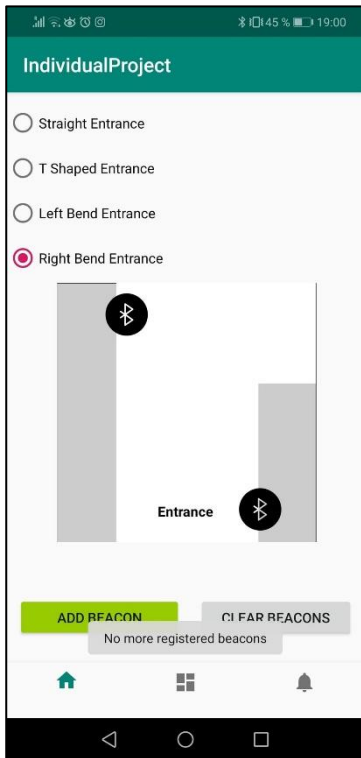 45 % 19:00
IndividualProject
Straight Entrance
T Shaped Entrance
Left Bend Entrance
Right Bend Entrance
Entrance
ADD BEACON CLEAR BEACONS
No more registered beacons